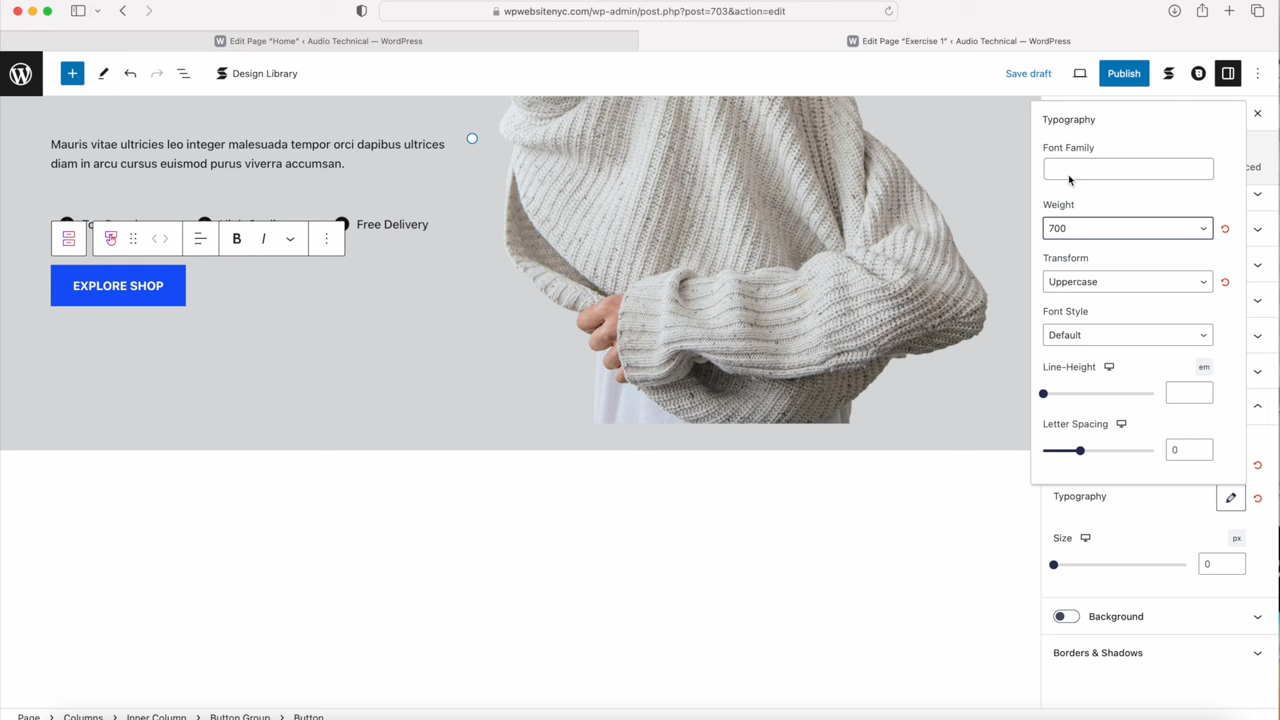 wpwebsitenyc.com/wp-admin/post.php?post=703&action=edit
Edit Page “Home” ‹ Audio Technical — WordPress
Edit Page “Exercise 1” ‹ Audio Technical — WordPress
Design Library
Save draft
Publish
Mauris vitae ultricies leo integer malesuada tempor orci dapibus ultrices
diam in arcu cursus euismod purus viverra accumsan.
Free Delivery
B I
EXPLORE SHOP
Typography
Font Family
Weight
700
Transform
Uppercase
Font Style
Default
Line-Height
em
Letter Spacing
0
Typography
Size
px
0
Background
Borders & Shadows
Page > Columns > Inner Column > Button Group > Button